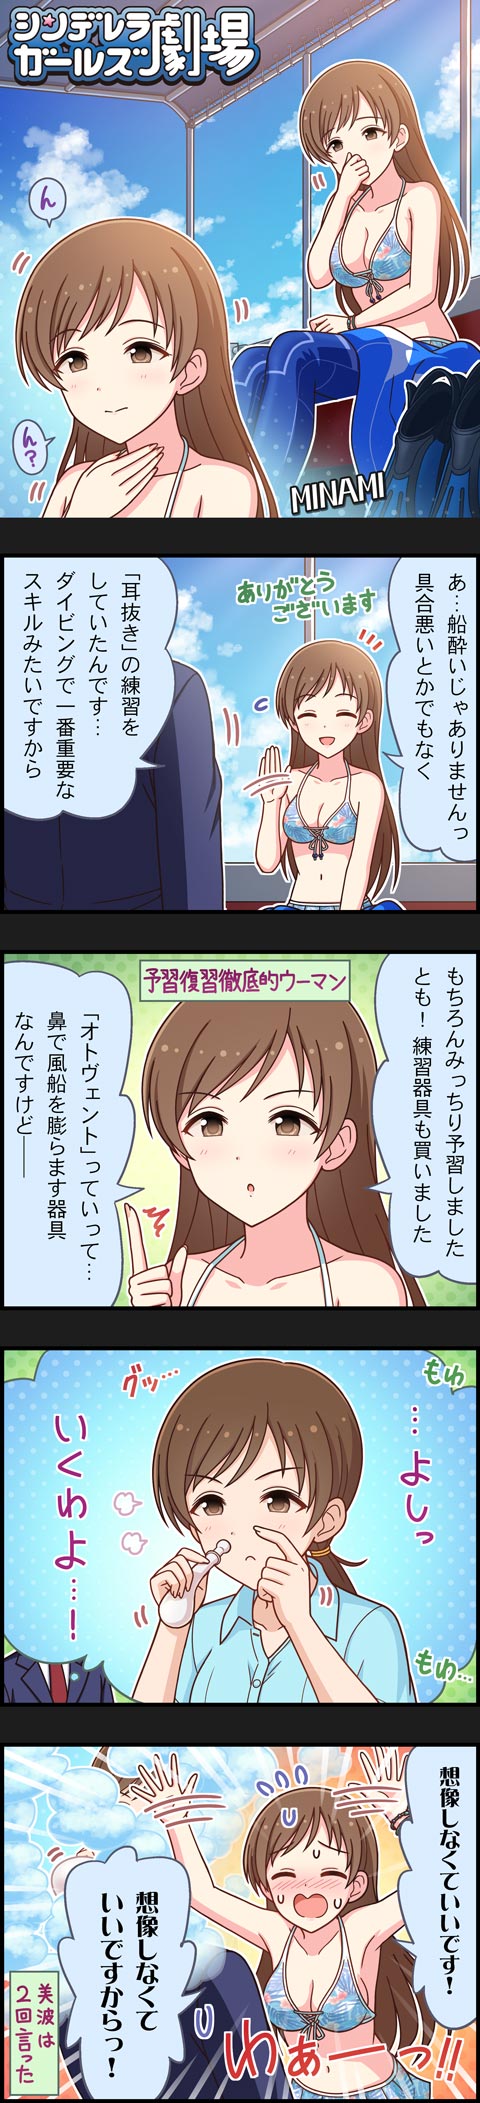 シンデレラ
ガールズ劇場
ん
ん?
MINAMI
あ…船酔いじゃありませんっ
具合悪いとかでもなく
ありがとう
ございます
「耳抜き」の練習を
していたんです…
ダイビングで一番重要な
スキルみたいですから
予習復習徹底的ウーマン
もちろんみっちり予習しました
とも！練習器具も買いました
「オトヴェント」っていって…
鼻で風船を膨らます器具
なんですけど――
もわ
…よしっ
グッ…
いくわよ…！
もわ…
想像しなくていいです！
想像しなくて
いいですからっ！
わぁーっ!!
美波は
2回言った